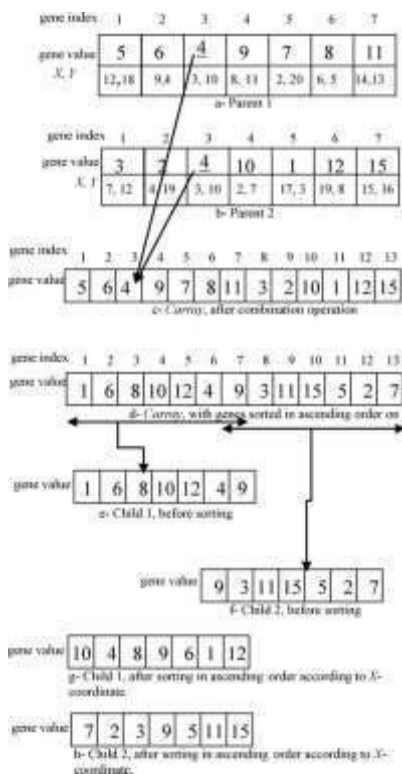 gene index 1 2 3 4 5 6 7
gene value 5 6 4 9 7 8 11
X, Y 12,18 9,4 3, 10 8, 11 2, 20 6, 5 14,13
a- Parent 1
gene index 1 2 3 4 5 6 7
gene value 3 2 4 10 1 12 15
X, Y 7, 12 4, 19 3, 10 2, 7 17, 3 19, 8 15, 16
b- Parent 2
gene index 1 2 3 4 5 6 7 8 9 10 11 12 13
gene value 5 6 4 9 7 8 11 3 2 10 1 12 15
c- Carray, after combination operation
gene index 1 2 3 4 5 6 7 8 9 10 11 12 13
gene value 1 6 8 10 12 4 9 3 11 15 5 2 7
d- Carray, with genes sorted in ascending order on
gene value 1 6 8 10 12 4 9
e- Child 1, before sorting
gene value 9 3 11 15 5 2 7
f- Child 2, before sorting
gene value 10 4 8 9 6 1 12
g- Child 1, after sorting in ascending order according to X-
coordinate
gene value 7 2 3 9 5 11 15
h- Child 2, after sorting in ascending order according to X-
coordinate.